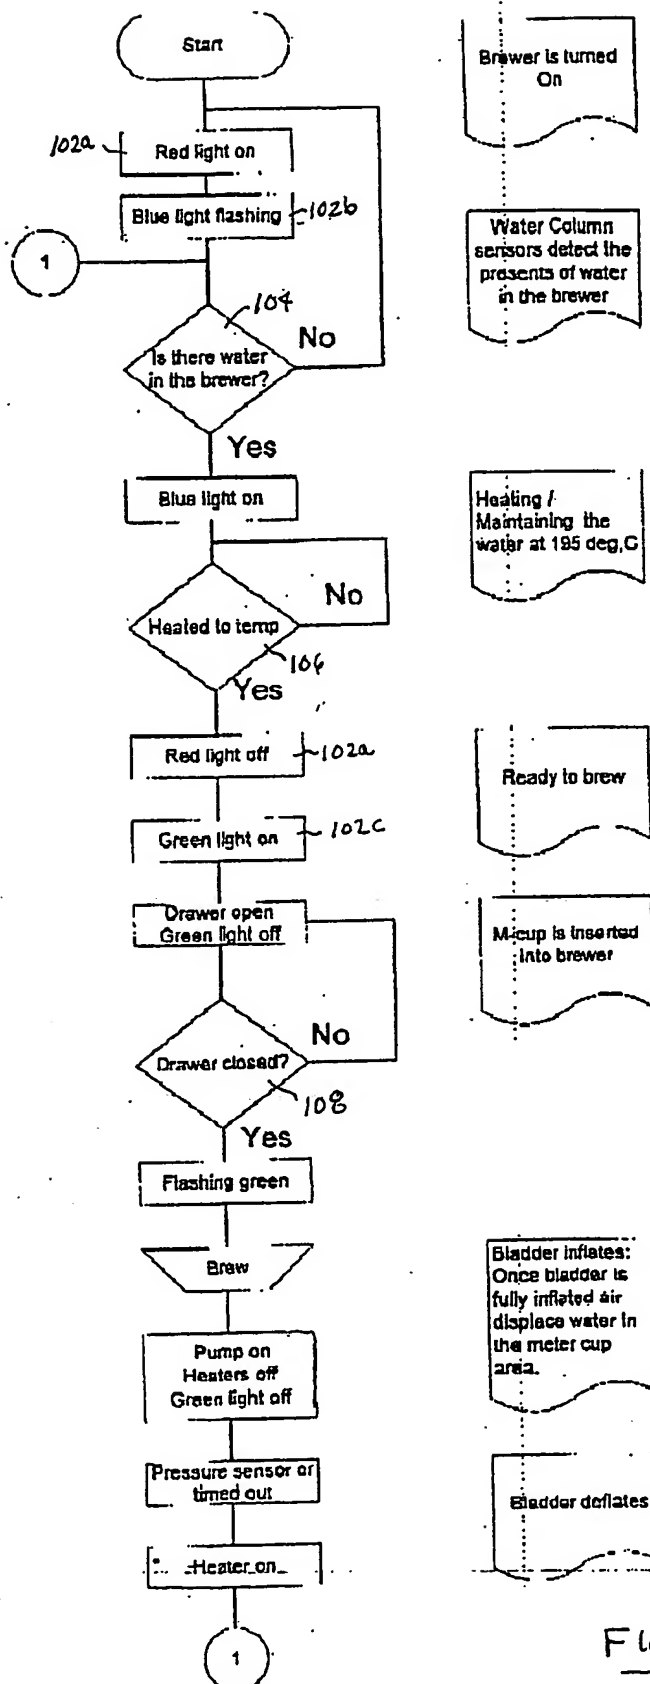 Start
Brewer is turned
On
102a
Red light on
Blue light flashing
102b
Water Column
sensors detect the
presents of water
in the brewer
1
104
No
Is there water
in the brewer?
Yes
Blue light on
Heating /
Maintaining the
water at 195 deg,C
No
Heated to temp
106
Yes
Red light off
102a
Ready to brew
Green light on
102c
Drawer open
Green light off
M-cup is inserted
into brewer
No
Drawer closed?
108
Yes
Flashing green
Brew
Bladder inflates:
Once bladder is
fully inflated air
displace water in
the meter cup
area.
Pump on
Heaters off
Green light off
Pressure sensor or
timed out
Bladder deflates
Heater on
1